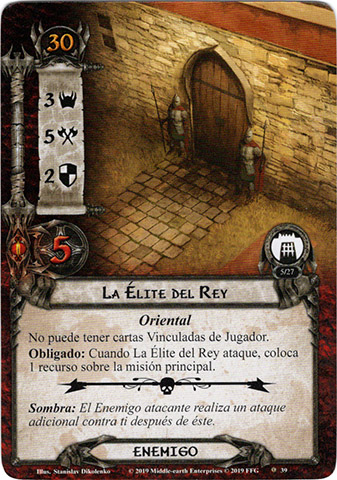 30
3
5
2
5
5/27
La Élite del Rey
Oriental
No puede tener cartas Vinculadas de Jugador.
Obligado: Cuando La Élite del Rey ataque, coloca
1 recurso sobre la misión principal.
Sombra: El Enemigo atacante realiza un ataque
adicional contra ti después de éste.
ENEMIGO
Illus. Stanislav Dikolenko
© 2019 Middle-earth Enterprises © 2019 FFG
39